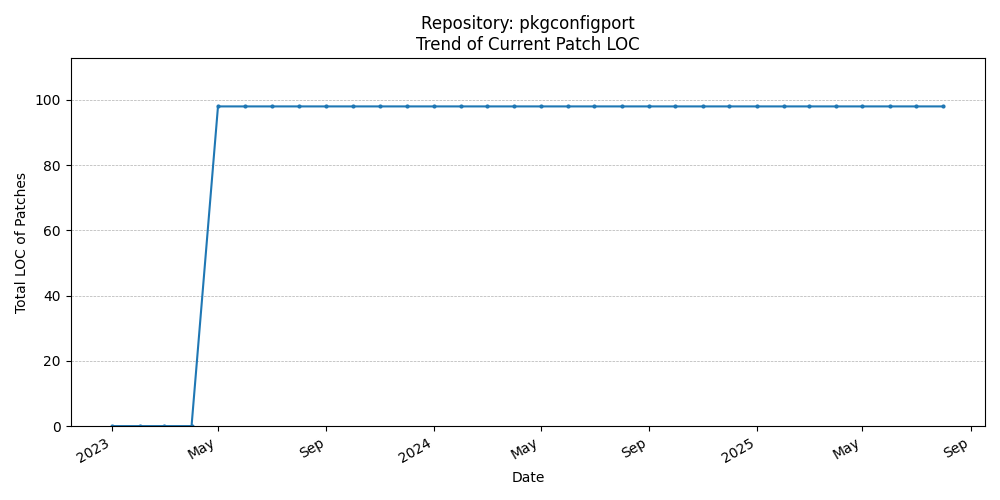 Repository: pkgconfigport
Trend of Current Patch LOC
Total LOC of Patches
100
80
60
40
20
0
2023
May
Sep
2024
May
Sep
2025
May
Sep
Date